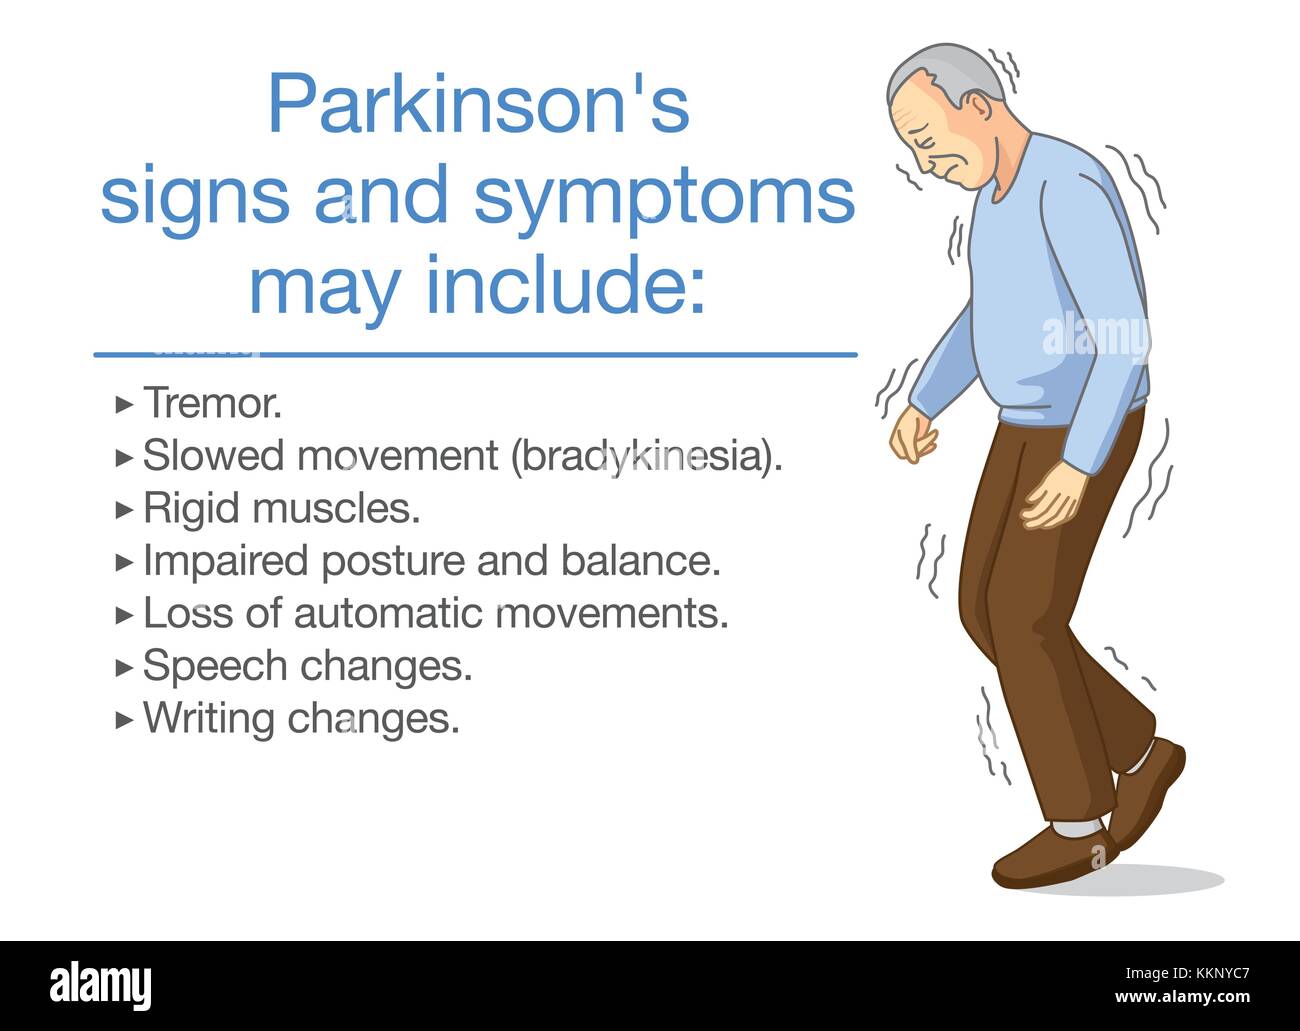 Parkinson's
signs and symptoms
may include:
▸ Tremor.
▸ Slowed movement (bradykinesia).
▸ Rigid muscles.
▸ Impaired posture and balance.
▸ Loss of automatic movements.
▸ Speech changes.
▸ Writing changes.
alamy
a
a
alamy
a
a
a
alamy
Image ID: KKNYC7
www.alamy.com